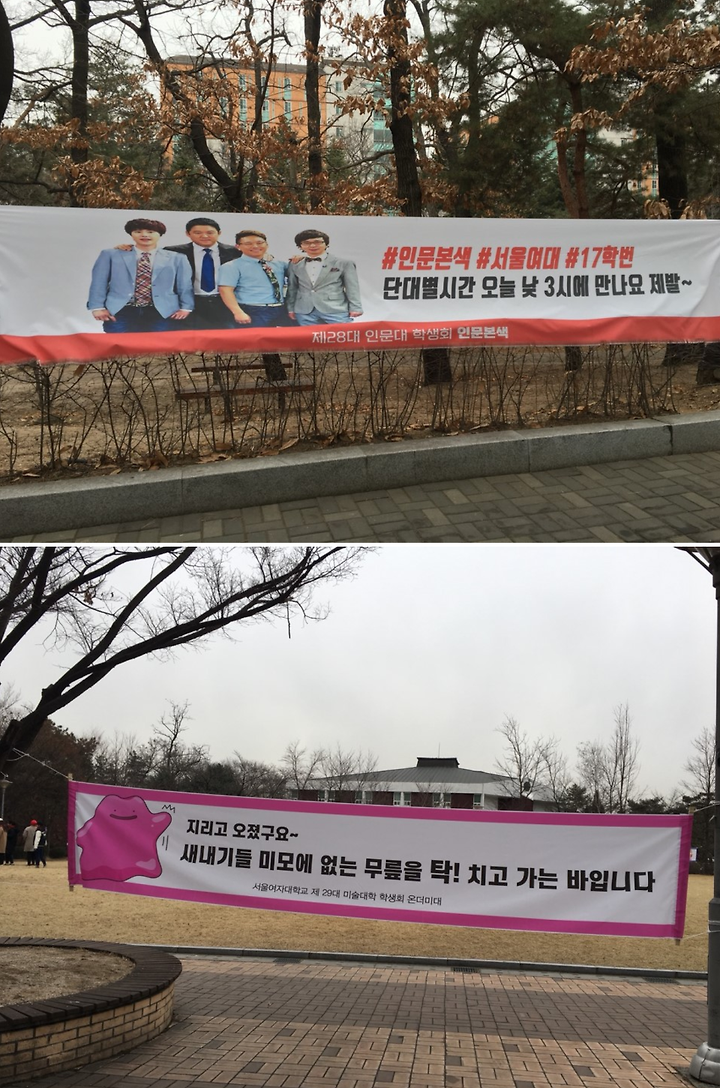 #인문본색 #서울여대 #17학번
단대별시간 오늘 낮 3시에 만나요 제발~
제28대 인문대 학생회 인문본색
지리고 오졌구요~
새내기들 미모에 없는 무릎을 탁! 치고 가는 바입니다
서울여자대학교 제 29대 미술대학 학생회 온더미대